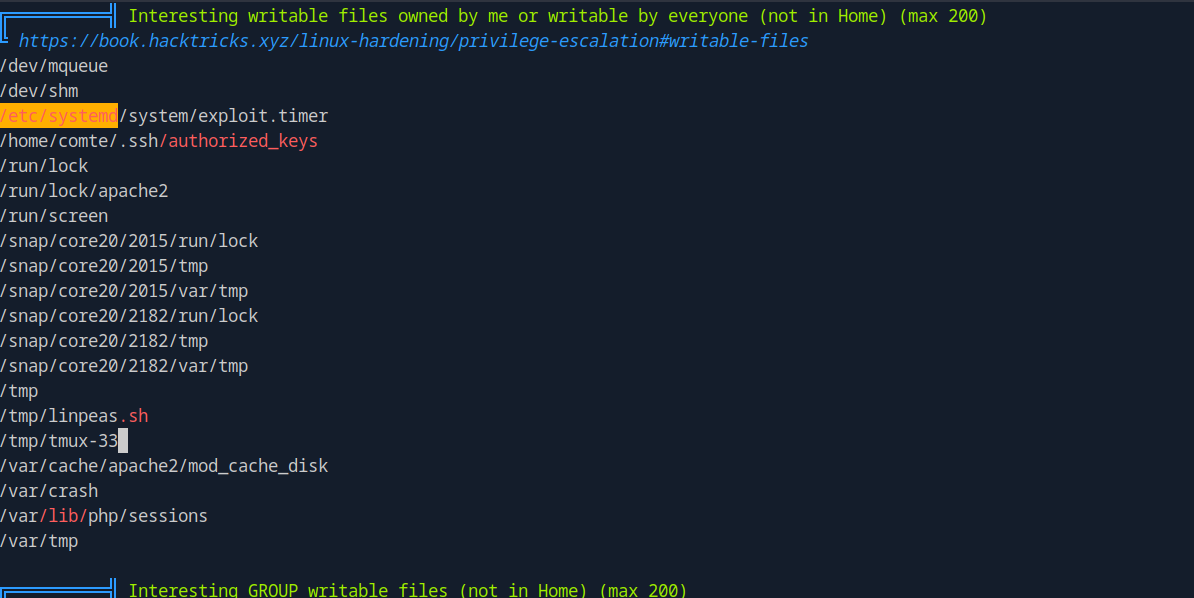 Interesting writable files owned by me or writable by everyone (not in Home) (max 200)
https://book.hacktricks.xyz/linux-hardening/privilege-escalation#writable-files
/dev/mqueue
/dev/shm
/etc/systemd/system/exploit.timer
/home/comte/.ssh/authorized_keys
/run/lock
/run/lock/apache2
/run/screen
/snap/core20/2015/run/lock
/snap/core20/2015/tmp
/snap/core20/2015/var/tmp
/snap/core20/2182/run/lock
/snap/core20/2182/tmp
/snap/core20/2182/var/tmp
/tmp
/tmp/linpeas.sh
/tmp/tmux-33
/var/cache/apache2/mod_cache_disk
/var/crash
/var/lib/php/sessions
/var/tmp
Interesting GROUP writable files (not in Home) (max 200)